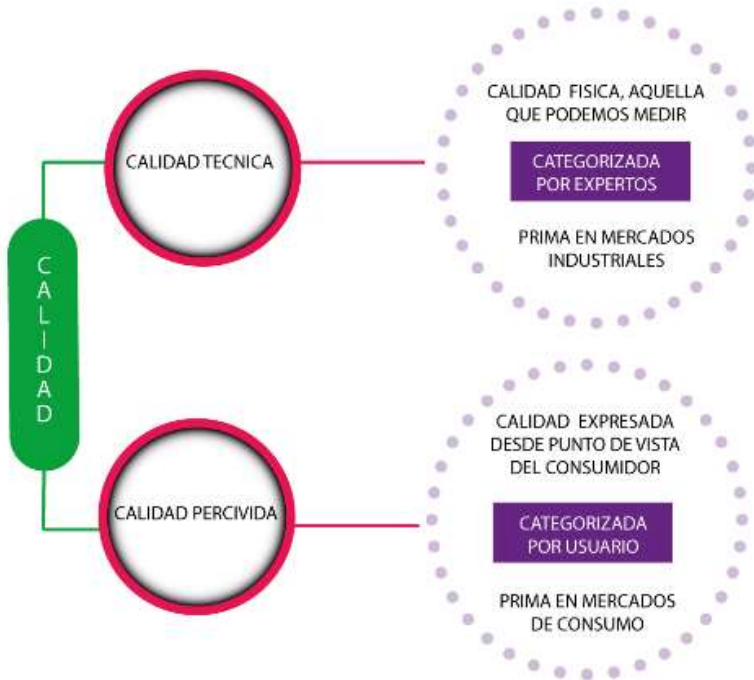 CALIDAD
CALIDAD TECNICA
CALIDAD FISICA, AQUELLA
QUE PODEMOS MEDIR
CATEGORIZADA
POR EXPERTOS
PRIMA EN MERCADOS
INDUSTRIALES
CALIDAD PERCIVIDA
CALIDAD EXPRESADA
DESDE PUNTO DE VISTA
DEL CONSUMIDOR
CATEGORIZADA
POR USUARIO
PRIMA EN MERCADOS
DE CONSUMO